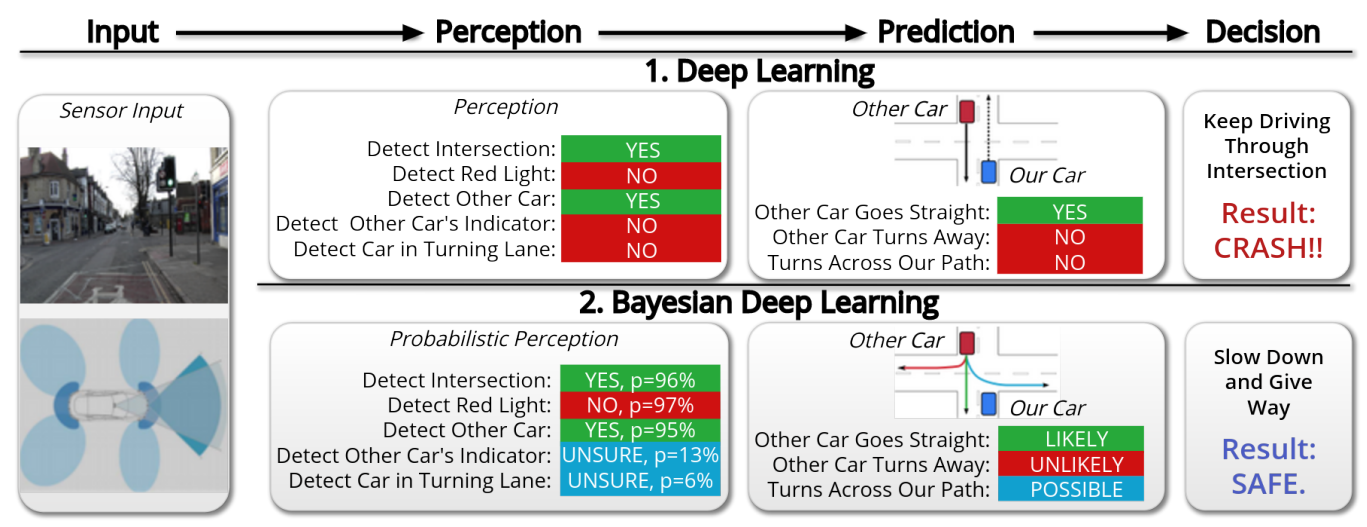 Input
Perception
Prediction
Decision
1. Deep Learning
Sensor Input
Perception
Detect Intersection: YES
Detect Red Light: NO
Detect Other Car: YES
Detect Other Car's Indicator: NO
Detect Car in Turning Lane: NO
Other Car
Our Car
Other Car Goes Straight: YES
Other Car Turns Away: NO
Turns Across Our Path: NO
Keep Driving
Through
Intersection
Result:
CRASH!!
2. Bayesian Deep Learning
Probabilistic Perception
Detect Intersection: YES, p=96%
Detect Red Light: NO, p=97%
Detect Other Car: YES, p=95%
Detect Other Car's Indicator: UNSURE, p=13%
Detect Car in Turning Lane: UNSURE, p=6%
Other Car
Our Car
Other Car Goes Straight: LIKELY
Other Car Turns Away: UNLIKELY
Turns Across Our Path: POSSIBLE
Slow Down
and Give
Way
Result:
SAFE.